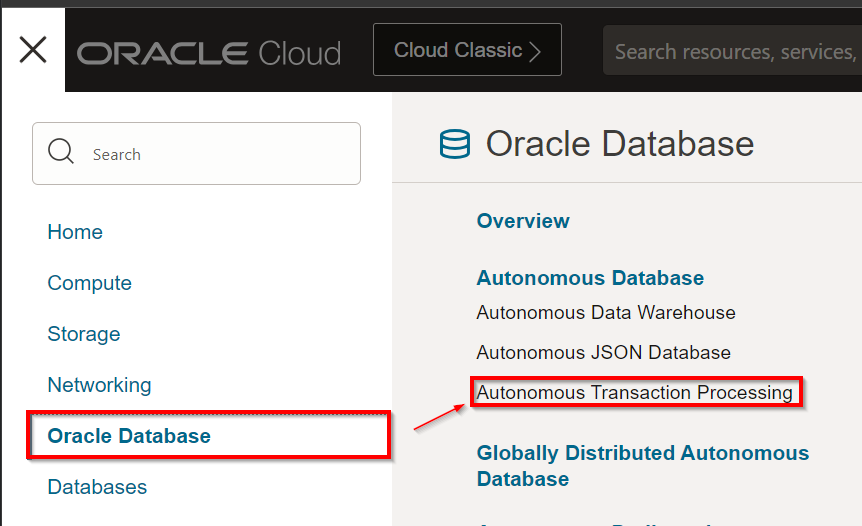 ORACLE Cloud
Cloud Classic
Search resources, services,
Search
Home
Compute
Storage
Networking
Oracle Database
Databases
Oracle Database
Overview
Autonomous Database
Autonomous Data Warehouse
Autonomous JSON Database
Autonomous Transaction Processing
Globally Distributed Autonomous
Database